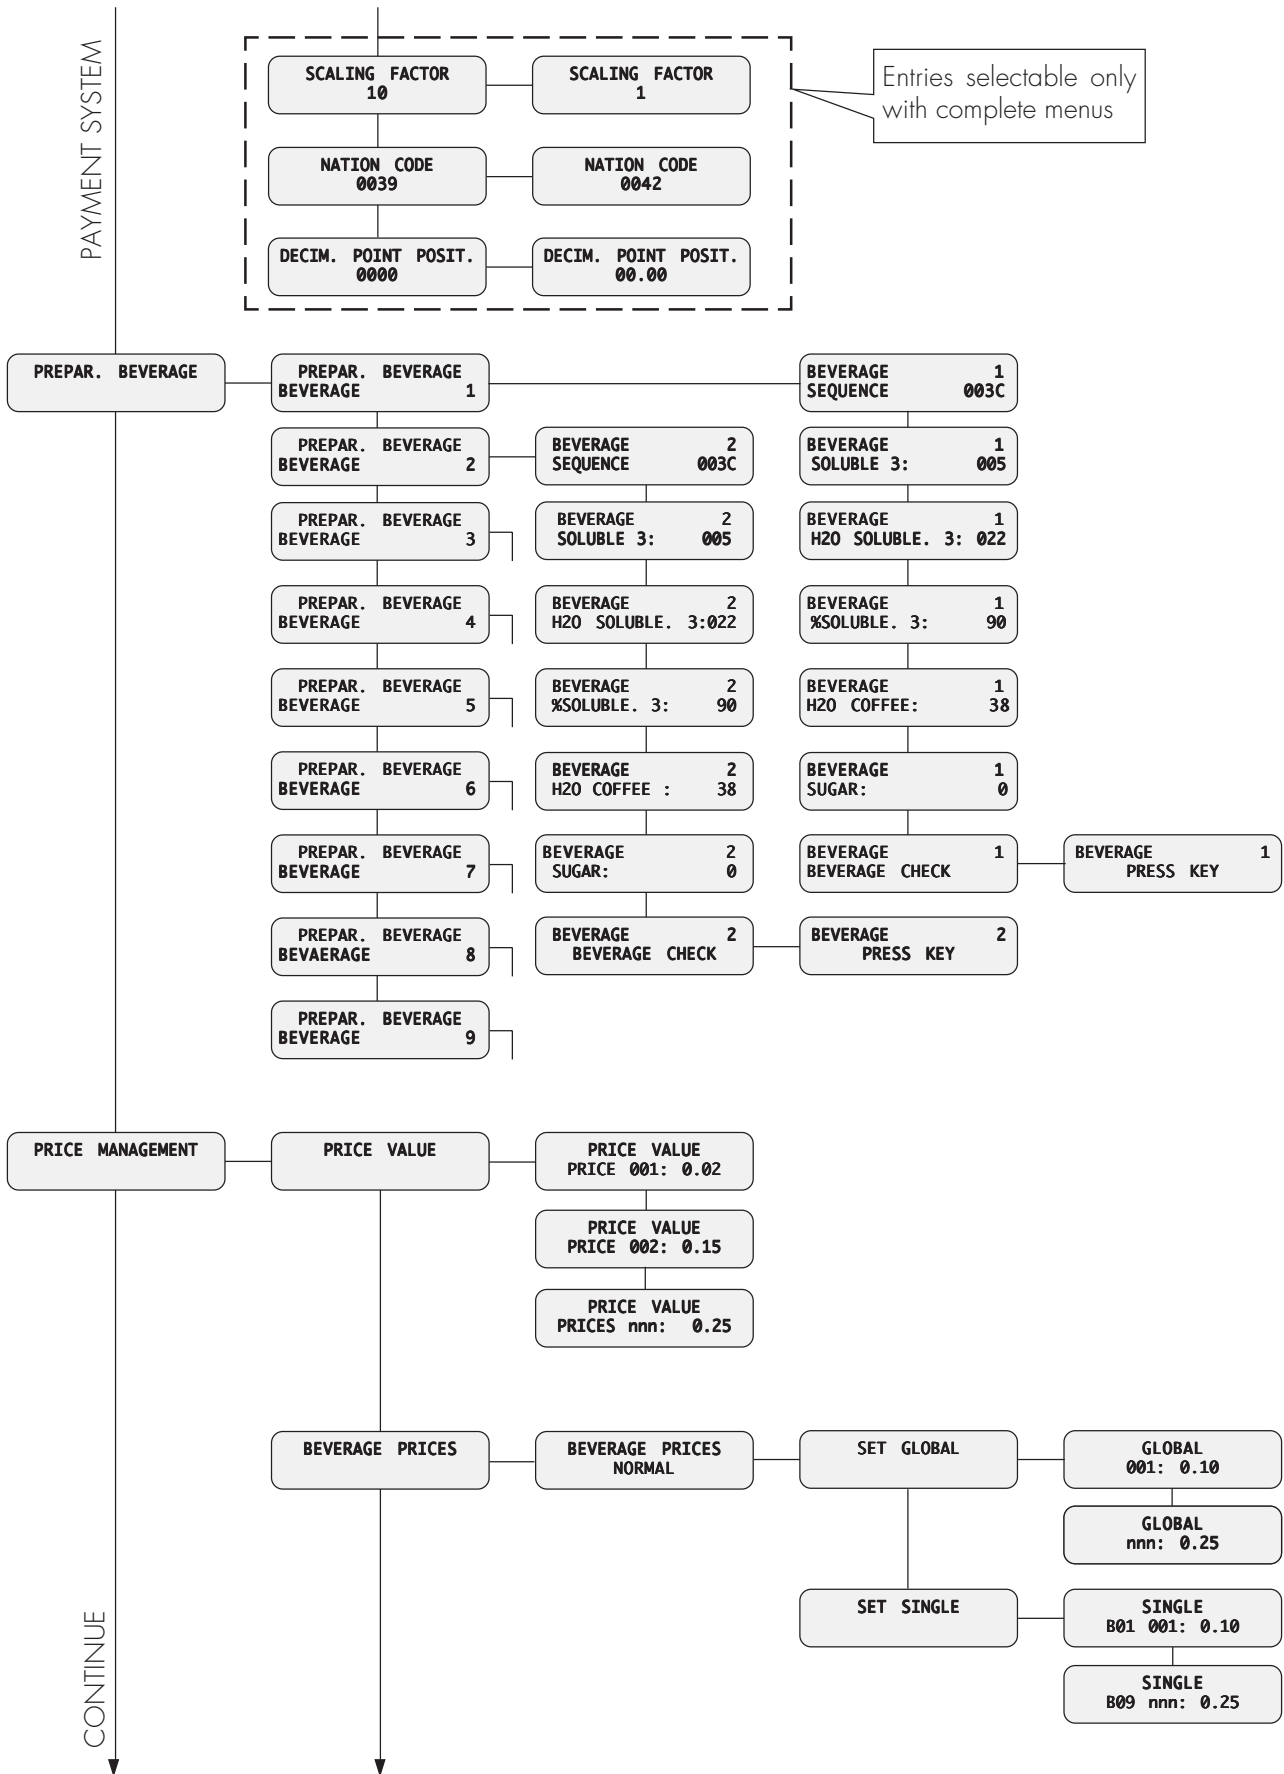 PAYMENT SYSTEM
SCALING FACTOR
10
SCALING FACTOR
1
Entries selectable only
with complete menus
NATION CODE
0039
NATION CODE
0042
DECIM. POINT POSIT.
0000
DECIM. POINT POSIT.
00.00
PREPAR. BEVERAGE
PREPAR. BEVERAGE
BEVERAGE 1
BEVERAGE 1
SEQUENCE 003C
PREPAR. BEVERAGE
BEVERAGE 2
BEVERAGE 2
SEQUENCE 003C
BEVERAGE 1
SOLUBLE 3: 005
PREPAR. BEVERAGE
BEVERAGE 3
BEVERAGE 2
SOLUBLE 3: 005
BEVERAGE 1
H2O SOLUBLE. 3: 022
PREPAR. BEVERAGE
BEVERAGE 4
BEVERAGE 2
H2O SOLUBLE. 3:022
BEVERAGE 1
%SOLUBLE. 3: 90
PREPAR. BEVERAGE
BEVERAGE 5
BEVERAGE 2
%SOLUBLE. 3: 90
BEVERAGE 1
H2O COFFEE: 38
PREPAR. BEVERAGE
BEVERAGE 6
BEVERAGE 2
H2O COFFEE : 38
BEVERAGE 1
SUGAR: 0
PREPAR. BEVERAGE
BEVERAGE 7
BEVERAGE 2
SUGAR: 0
BEVERAGE 1
BEVERAGE CHECK
BEVERAGE 1
PRESS KEY
PREPAR. BEVERAGE
BEVAERAGE 8
BEVERAGE 2
BEVERAGE CHECK
BEVERAGE 2
PRESS KEY
PREPAR. BEVERAGE
BEVERAGE 9
PRICE MANAGEMENT
PRICE VALUE
PRICE VALUE
PRICE 001: 0.02
PRICE VALUE
PRICE 002: 0.15
PRICE VALUE
PRICES nnn: 0.25
BEVERAGE PRICES
BEVERAGE PRICES
NORMAL
SET GLOBAL
GLOBAL
001: 0.10
GLOBAL
nnn: 0.25
SET SINGLE
SINGLE
B01 001: 0.10
SINGLE
B09 nnn: 0.25
CONTINUE